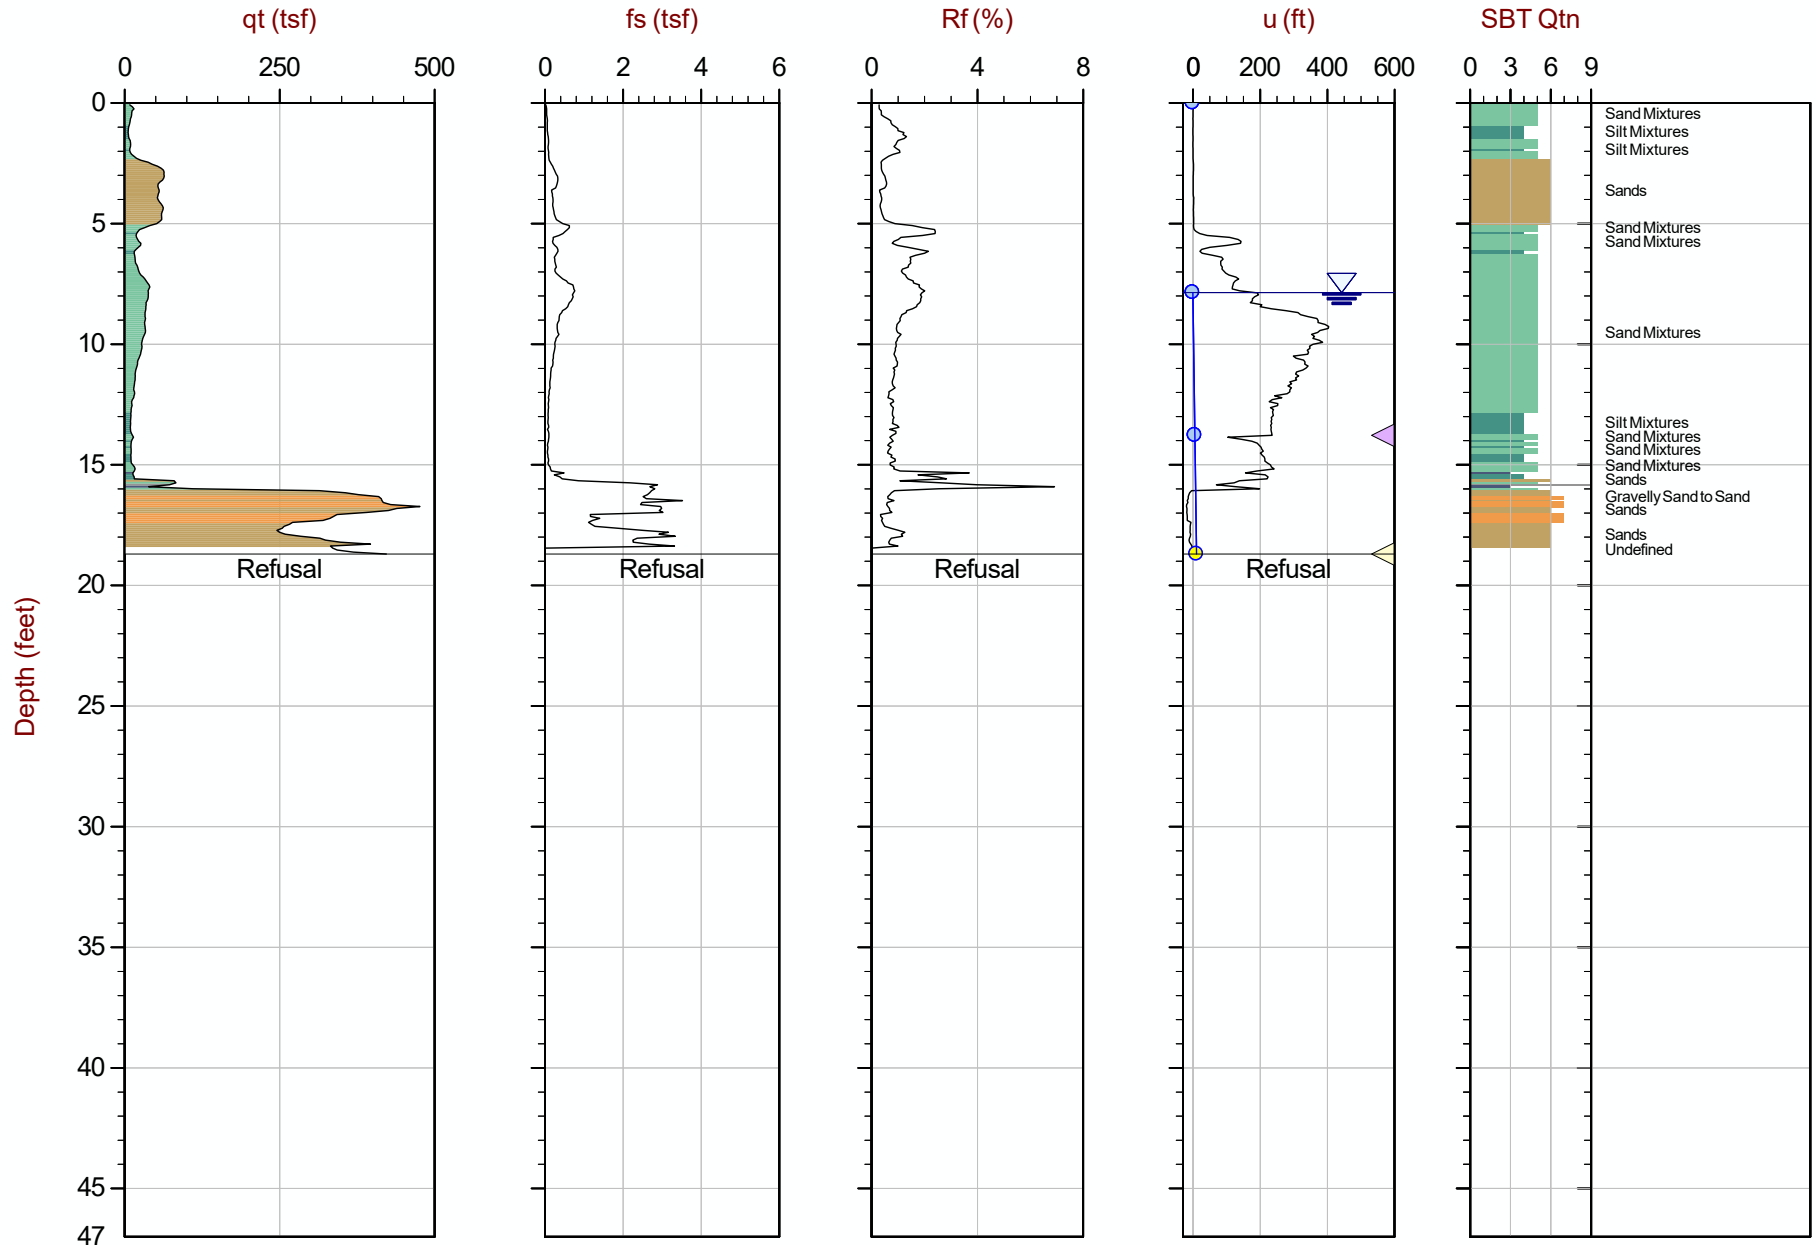 qt (tsf) fs (tsf) Rf (%) u (ft) SBT Qtn
0 250 500 0 2 4 6 0 4 8 0 200 400 600 0 3 6 9
0
Sand Mixtures
Silt Mixtures
Silt Mixtures
Sands
5
Sand Mixtures
Sand Mixtures
Sand Mixtures
10
Silt Mixtures
Sand Mixtures
Sand Mixtures
15
Sand Mixtures
Sands
Gravelly Sand to Sand
Sands
Sands
Undefined
Refusal Refusal Refusal Refusal
20
Depth (feet)
25
30
35
40
45
47